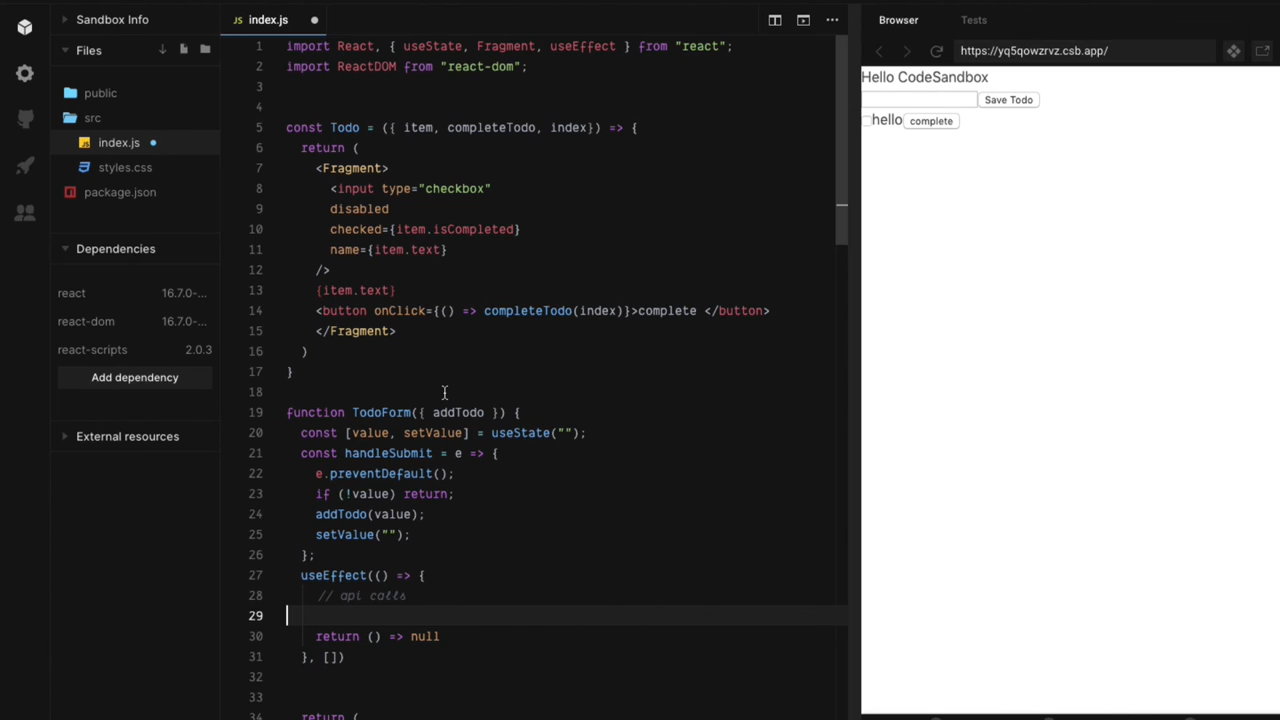 Sandbox Info
Files
public
src
JS index.js
styles.css
package.json
Dependencies
react 16.7.0-...
react-dom 16.7.0-...
react-scripts 2.0.3
Add dependency
External resources
JS index.js
1 import React, { useState, Fragment, useEffect } from "react";
2 import ReactDOM from "react-dom";
3
4
5 const Todo = ({ item, completeTodo, index}) => {
6 return (
7 <Fragment>
8 <input type="checkbox"
9 disabled
10 checked={item.isCompleted}
11 name={item.text}
12 />
13 {item.text}
14 <button onClick={() => completeTodo(index)}>complete </button>
15 </Fragment>
16 )
17 }
18
19 function TodoForm({ addTodo }) {
20 const [value, setValue] = useState("");
21 const handleSubmit = e => {
22 e.preventDefault();
23 if (!value) return;
24 addTodo(value);
25 setValue("");
26 };
27 useEffect(() => {
28 // api calls
29
30 return () => null
31 }, [])
32
33
34 return (
Browser Tests
https://yq5qowzrvz.csb.app/
Hello CodeSandbox
Save Todo
hello complete